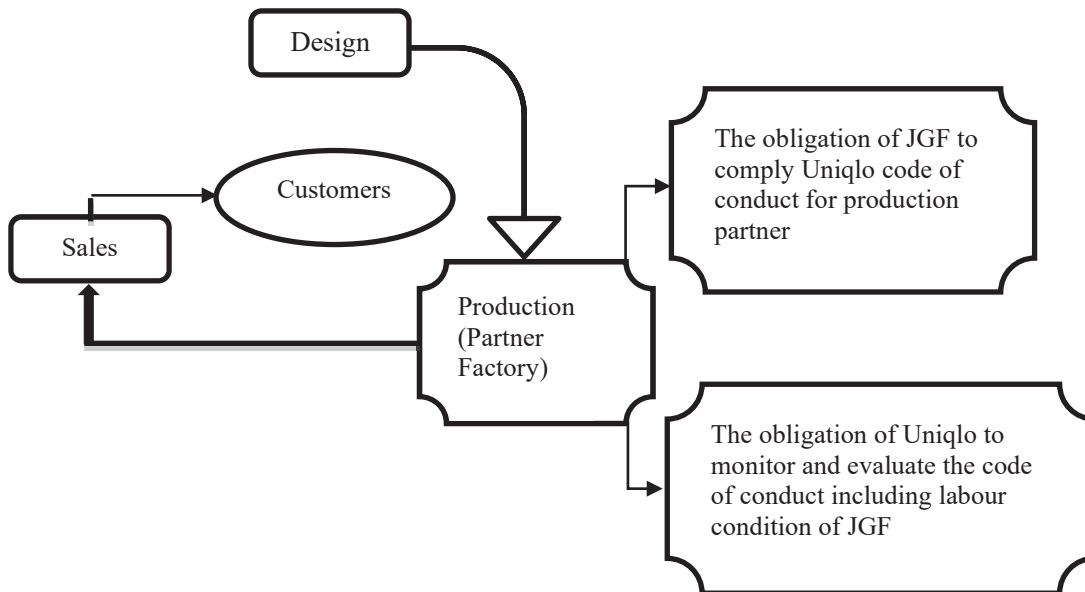 Design
Customers
Sales
Production
(Partner
Factory)
The obligation of JGF to
comply Uniqlo code of
conduct for production
partner
The obligation of Uniqlo to
monitor and evaluate the code
of conduct including labour
condition of JGF